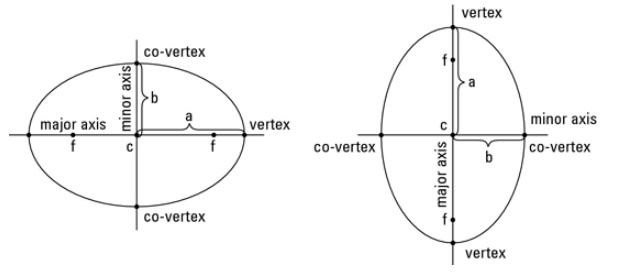 co-vertex
minor axis
b
a
major axis
vertex
f
c
f
co-vertex
vertex
f
a
c
minor axis
co-vertex
co-vertex
b
major axis
f
vertex